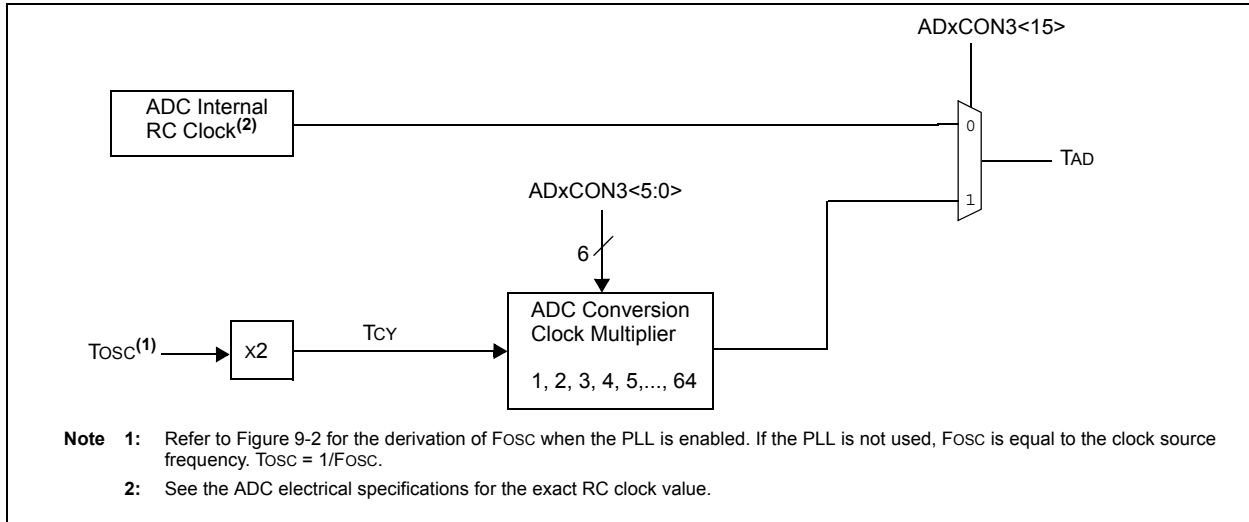 ADxCON3<15>
ADC Internal
RC Clock(2)
0
TAD
ADxCON3<5:0>
1
6
ADC Conversion
Clock Multiplier
TOSC(1)
X2
TCY
1, 2, 3, 4, 5,..., 64
Note 1: Refer to Figure 9-2 for the derivation of FOSC when the PLL is enabled. If the PLL is not used, FOSC is equal to the clock source
frequency. TOSC = 1/FOSC.
2: See the ADC electrical specifications for the exact RC clock value.